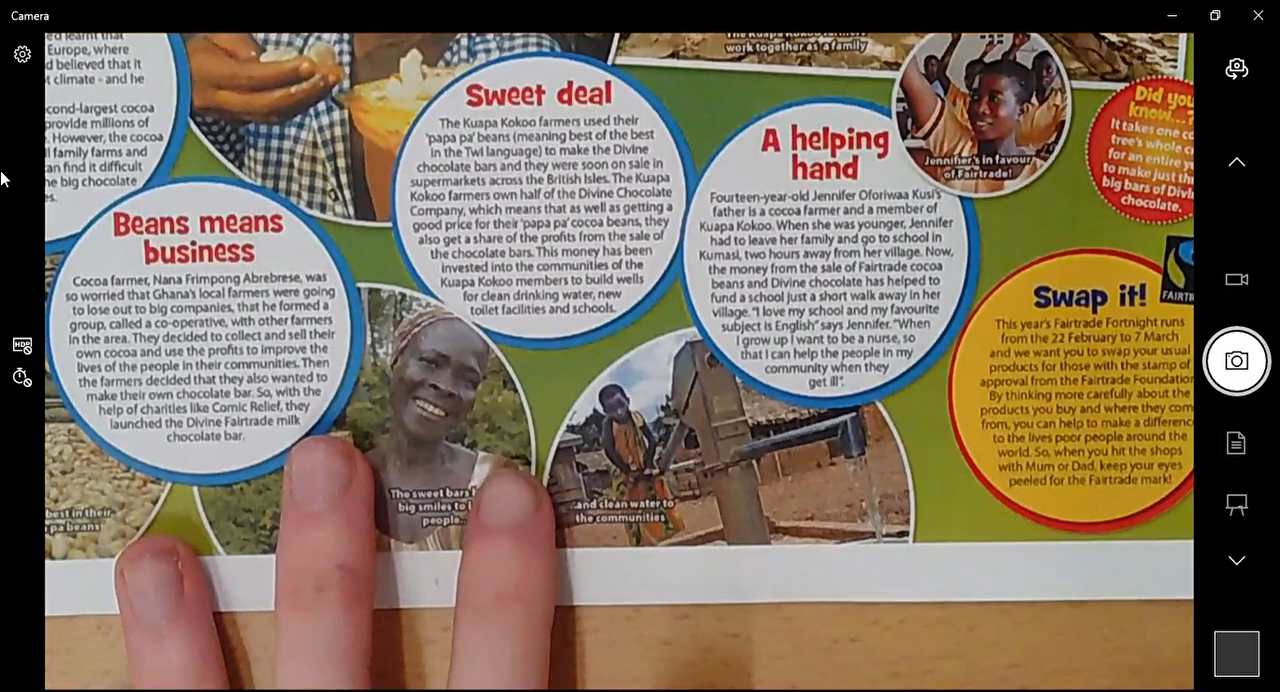 Camera
ed learnt that
Europe, where
d believed that it
t climate - and he
cond-largest cocoa
provide millions of
. However, the cocoa
l family farms and
an find it difficult
he big chocolate
es.
Beans means
business
Cocoa farmer, Nana Frimpong Abrebrese, was
so worried that Ghana's local farmers were going
to lose out to big companies, that he formed a
group, called a co-operative, with other farmers
in the area. They decided to collect and sell their
own cocoa and use the profits to improve the
lives of the people in their communities. Then
the farmers decided that they also wanted to
make their own chocolate bar. So, with the
help of charities like Comic Relief, they
launched the Divine Fairtrade milk
chocolate bar.
best in their
pa beans
Sweet deal
The Kuapa Kokoo farmers used their
'papa pa' beans (meaning best of the best
in the Twi language) to make the Divine
chocolate bars and they were soon on sale in
supermarkets across the British Isles. The Kuapa
Kokoo farmers own half of the Divine Chocolate
Company, which means that as well as getting a
good price for their 'papa pa' cocoa beans, they
also get a share of the profits from the sale of
the chocolate bars. This money has been
invested into the communities of the
Kuapa Kokoo members to build wells
for clean drinking water, new
toilet facilities and schools.
The sweet bars
big smiles to
people...
...and clean water to
the communities
work together as a family
A helping
hand
Fourteen-year-old Jennifer Oforiwaa Kusi's
father is a cocoa farmer and a member of
Kuapa Kokoo. When she was younger, Jennifer
had to leave her family and go to school in
Kumasi, two hours away from her village. Now,
the money from the sale of Fairtrade cocoa
beans and Divine chocolate has helped to
fund a school just a short walk away in her
village. "I love my school and my favourite
subject is English" says Jennifer. "When
I grow up I want to be a nurse, so
that I can help the people in my
community when they
get ill".
Jennifer's in favour
of Fairtrade!
Did you
know...?
It takes one co
tree's whole c
for an entire y
to make just th
big bars of Divi
chocolate.
FAIRTR
Swap it!
This year's Fairtrade Fortnight runs
from the 22 February to 7 March
and we want you to swap your usual
products for those with the stamp of
approval from the Fairtrade Foundation
By thinking more carefully about the
products you buy and where they com
from, you can help to make a differenc
to the lives poor people around the
world. So, when you hit the shops
with Mum or Dad, keep your eyes
peeled for the Fairtrade mark!